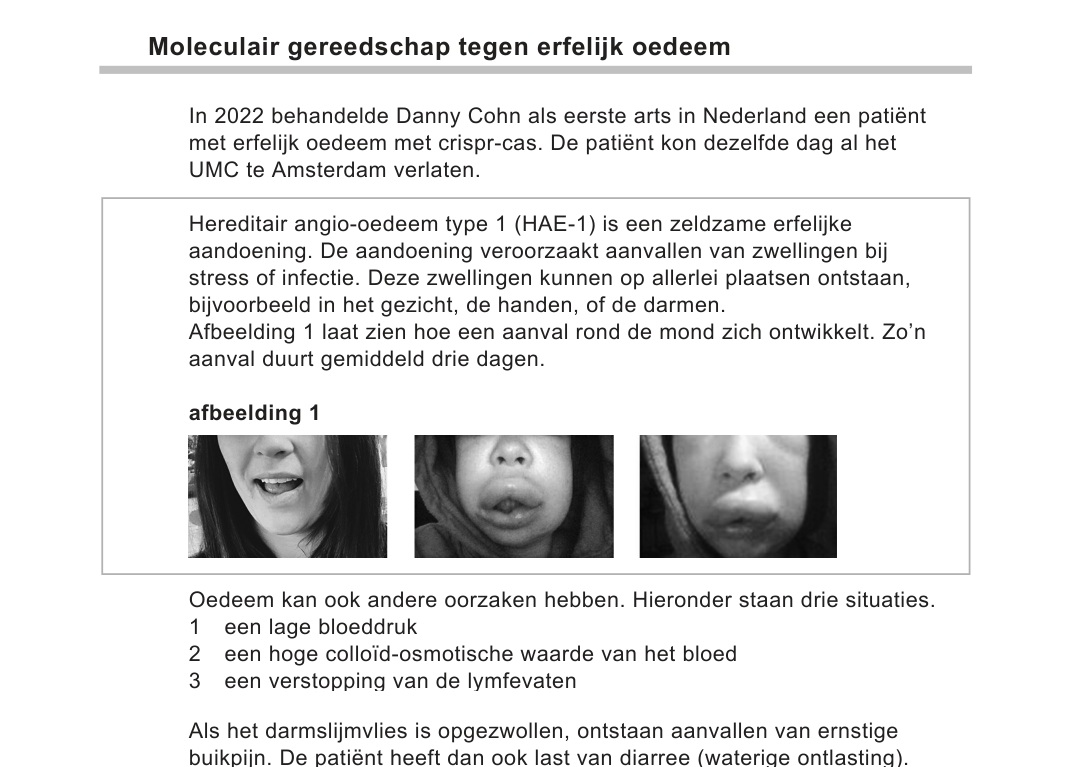 Moleculair gereedschap tegen erfelijk oedeem
In 2022 behandelde Danny Cohn als eerste arts in Nederland een patiënt
met erfelijk oedeem met crispr-cas. De patiënt kon dezelfde dag al het
UMC te Amsterdam verlaten.
Hereditair angio-oedeem type 1 (HAE-1) is een zeldzame erfelijke
aandoening. De aandoening veroorzaakt aanvallen van zwellingen bij
stress of infectie. Deze zwellingen kunnen op allerlei plaatsen ontstaan,
bijvoorbeeld in het gezicht, de handen, of de darmen.
Afbeelding 1 laat zien hoe een aanval rond de mond zich ontwikkelt. Zo’n
aanval duurt gemiddeld drie dagen.
afbeelding 1
Oedeem kan ook andere oorzaken hebben. Hieronder staan drie situaties.
1 een lage bloeddruk
2 een hoge colloïd-osmotische waarde van het bloed
3 een verstopping van de lymfevaten
Als het darmslijmvlies is opgezwollen, ontstaan aanvallen van ernstige
buikpijn. De patiënt heeft dan ook last van diarree (waterige ontlasting).